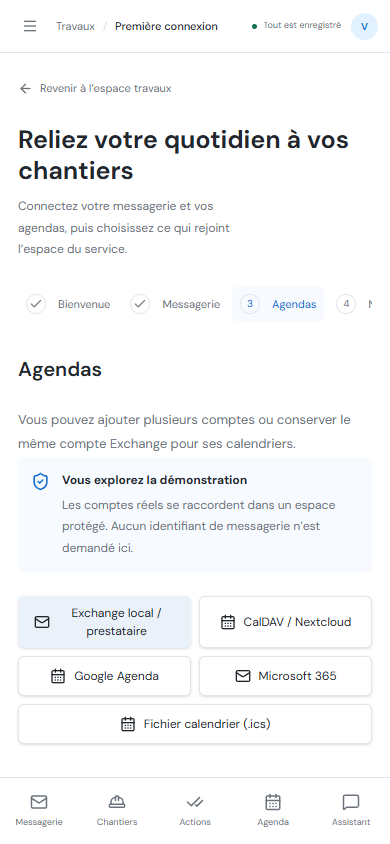 Travaux / Première connexion
Tout est enregistré
V
Revenir à l'espace travaux
Reliez votre quotidien à vos
chantiers
Connectez votre messagerie et vos
agendas, puis choisissez ce qui rejoint
l'espace du service.
Bienvenue
Messagerie
3 Agendas
4
Agendas
Vous pouvez ajouter plusieurs comptes ou conserver le
même compte Exchange pour ses calendriers.
Vous explorez la démonstration
Les comptes réels se raccordent dans un espace
protégé. Aucun identifiant de messagerie n'est
demandé ici.
Exchange local /
prestataire
CalDAV / Nextcloud
Google Agenda
Microsoft 365
Fichier calendrier (.ics)
Messagerie
Chantiers
Actions
Agenda
Assistant